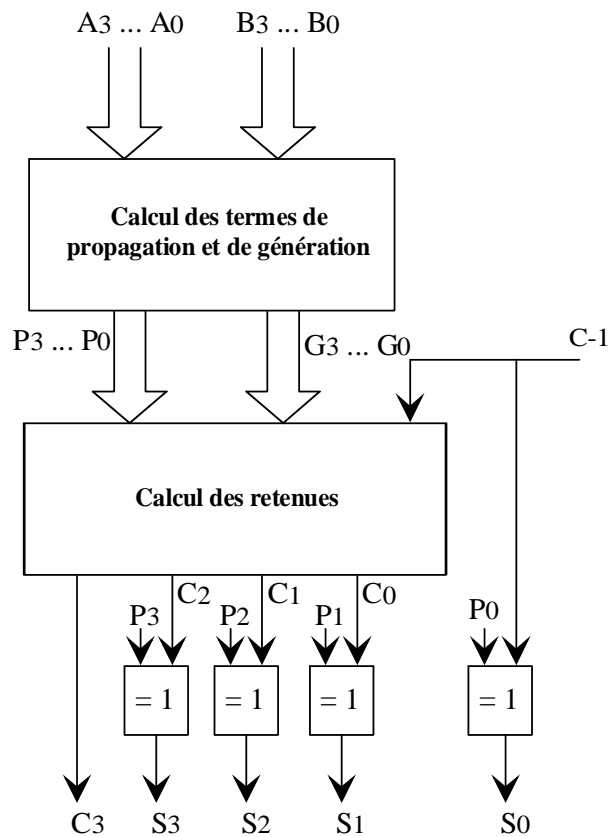 A3 ... A0 B3 ... B0
Calcul des termes de
propagation et de génération
P3 ... P0 G3 ... G0 C-1
Calcul des retenues
C2 C1 C0
P3 P2 P1 P0
= 1 = 1 = 1 = 1
C3 S3 S2 S1 S0